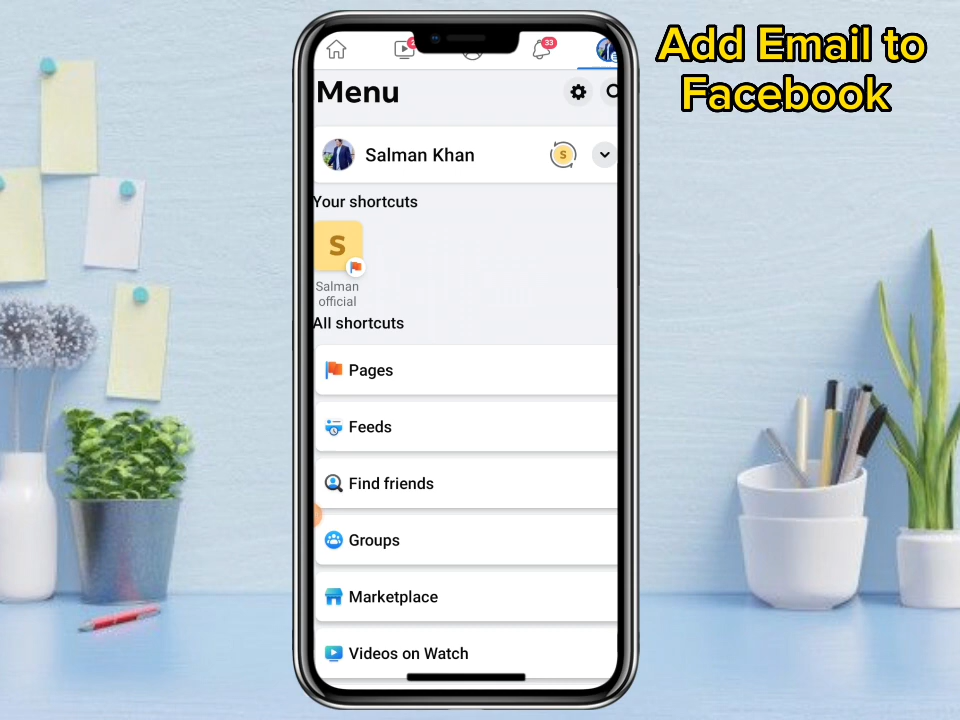 Add Email to
Facebook
33
Menu
Salman Khan
S
Your shortcuts
S
Salman
official
All shortcuts
Pages
Feeds
Find friends
Groups
Marketplace
Videos on Watch